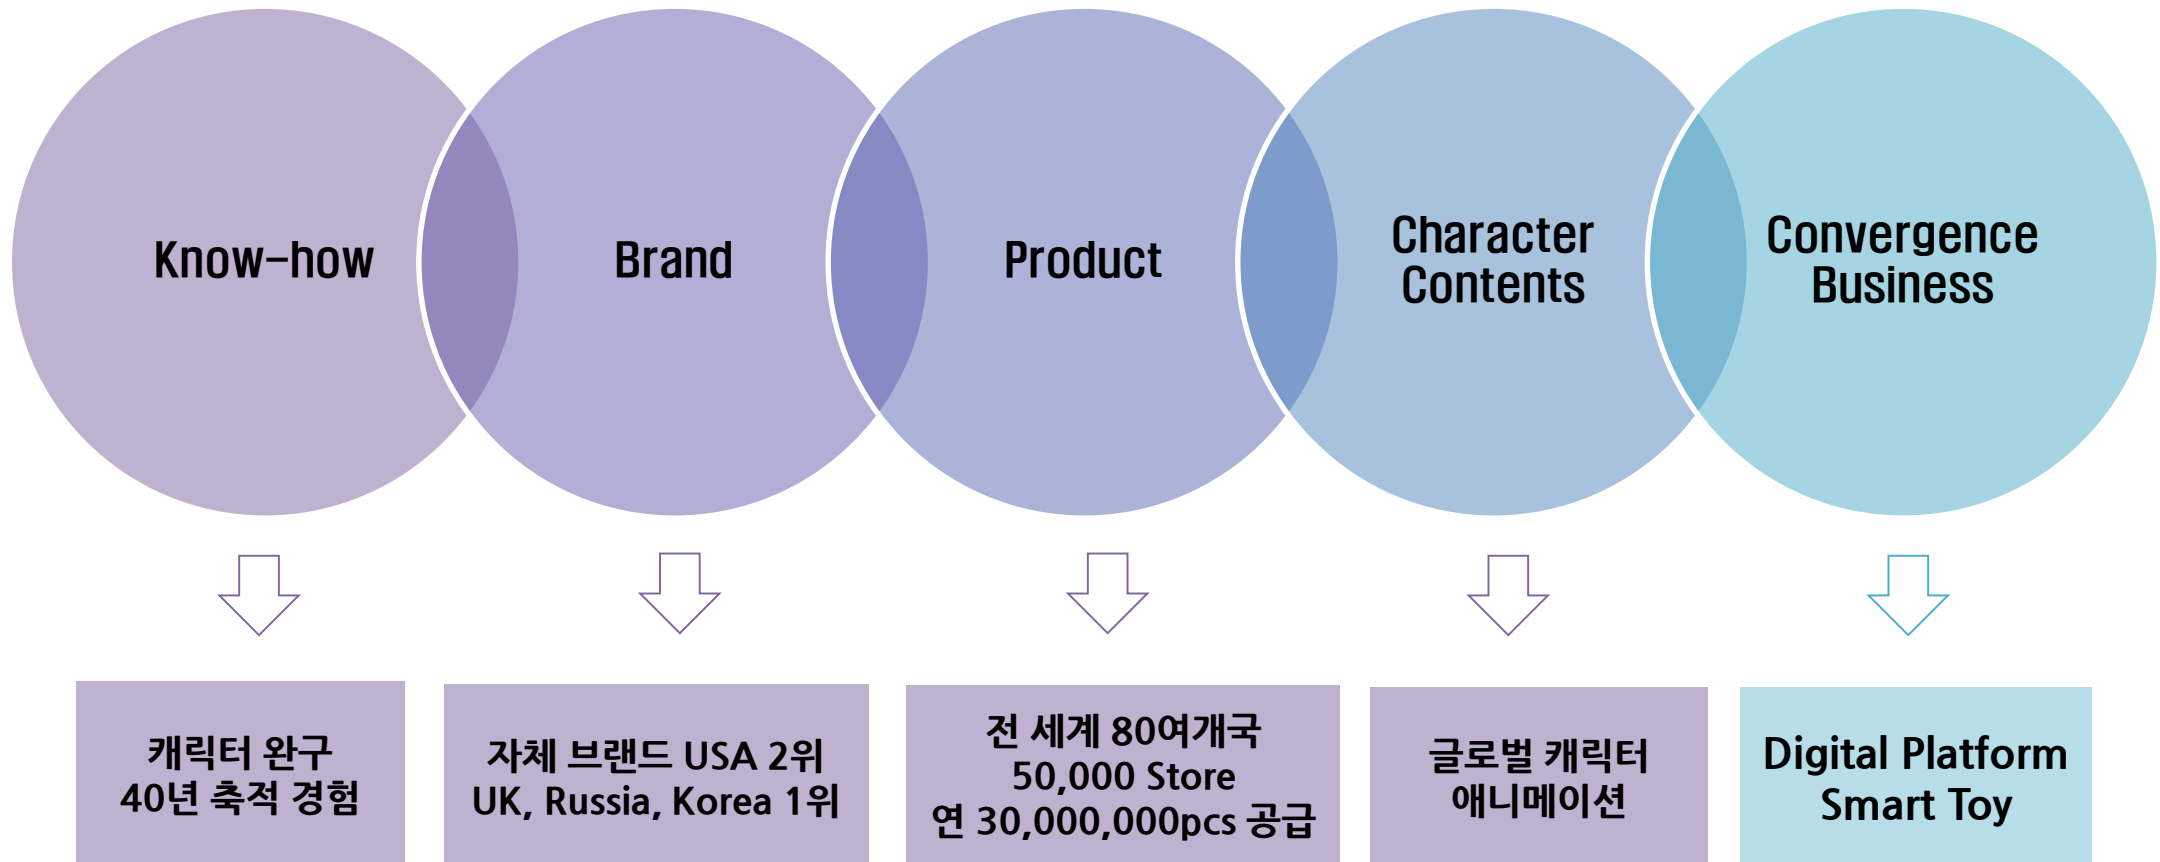 Know-how
Brand
Product
Character
Contents
Convergence
Business
캐릭터 완구
40년 축적 경험
자체 브랜드 USA 2위
UK, Russia, Korea 1위
전 세계 80여개국
50,000 Store
연 30,000,000pcs 공급
글로벌 캐릭터
애니메이션
Digital Platform
Smart Toy